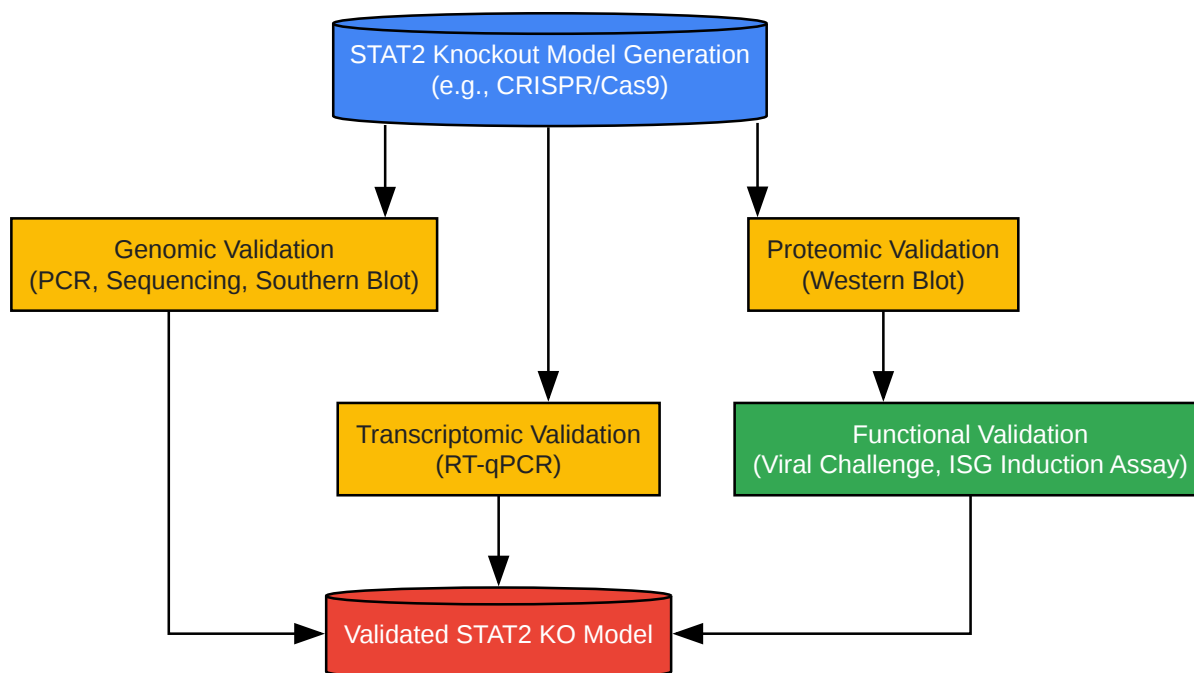 STAT2 Knockout Model Generation
(e.g., CRISPR/Cas9)
Genomic Validation
(PCR, Sequencing, Southern Blot)
Proteomic Validation
(Western Blot)
Transcriptomic Validation
(RT-qPCR)
Functional Validation
(Viral Challenge, ISG Induction Assay)
Validated STAT2 KO Model